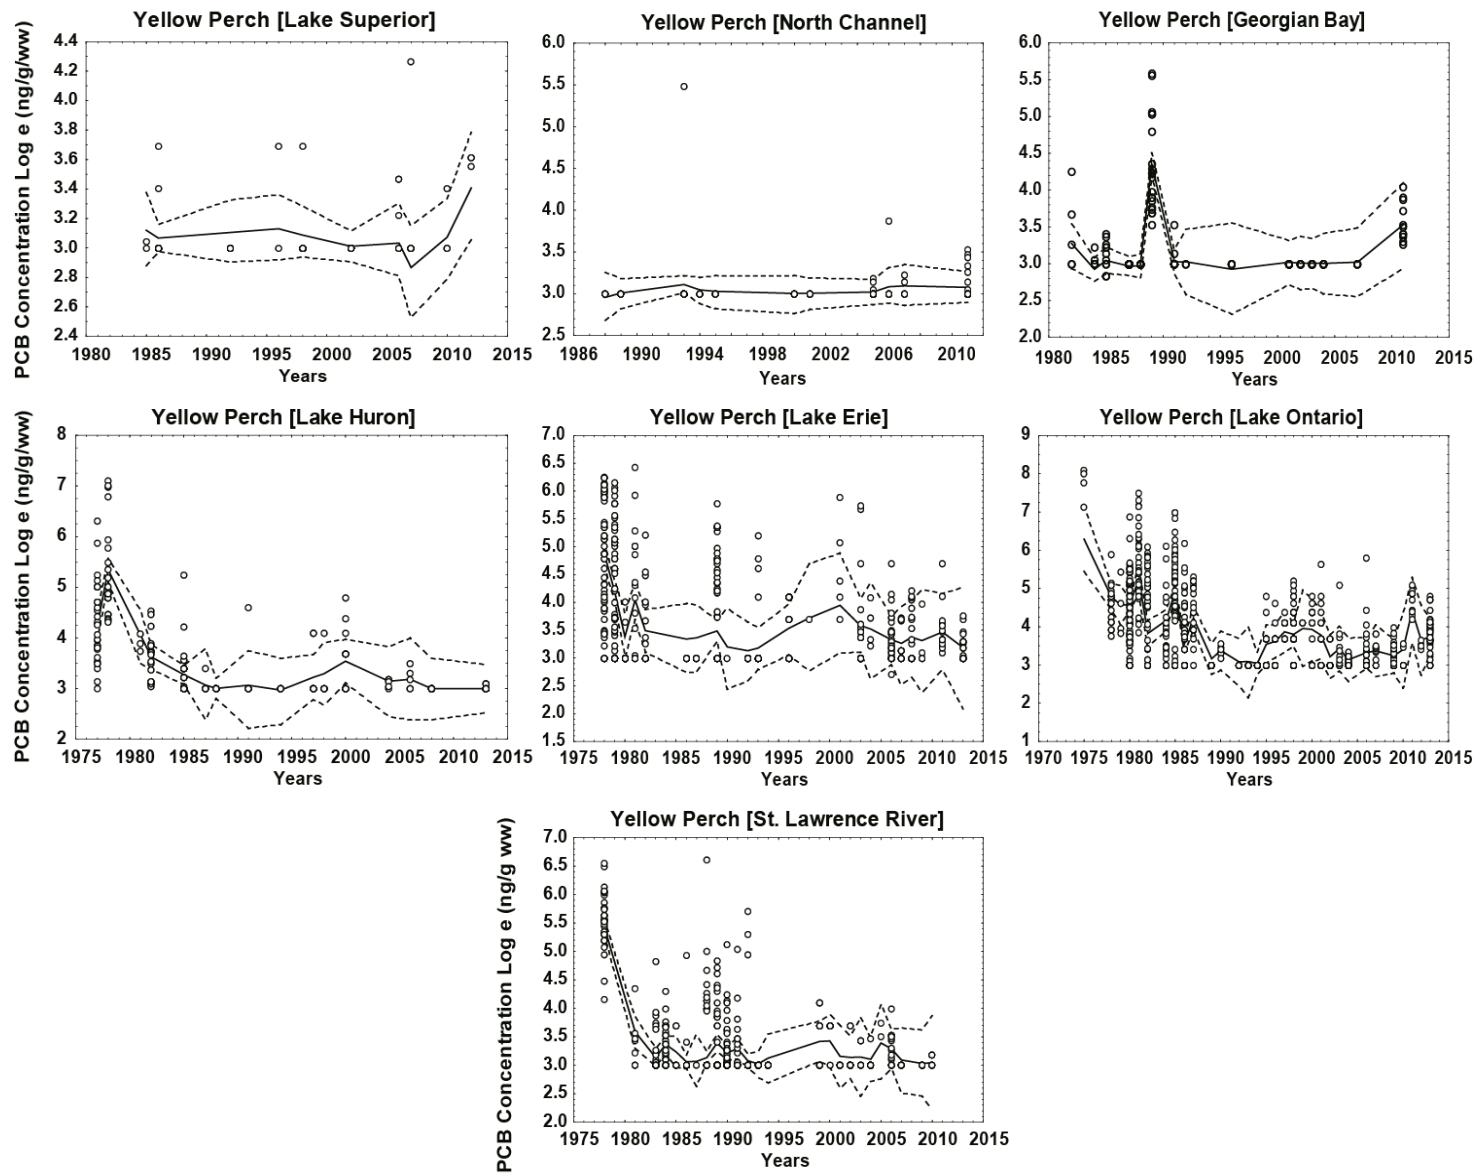 Yellow Perch [Lake Superior]
PCB Concentration Log e (ng/g/ww)
4.4
4.2
4.0
3.8
3.6
3.4
3.2
3.0
2.8
2.6
2.4
1980 1985 1990 1995 2000 2007 2012 2015
Years
Yellow Perch [North Channel]
6.0
5.5
5.0
4.5
4.0
3.5
3.0
2.5
1986 1990 1994 1998 2002 2006 2010
Years
Yellow Perch [Georgian Bay]
6.0
5.5
5.0
4.5
4.0
3.5
3.0
2.5
2.0
1980 1985 1990 1995 2000 2005 2010 2015
Years
Yellow Perch [Lake Huron]
PCB Concentration Log e (ng/g/ww)
8
7
6
5
4
3
2
1975 1980 1985 1990 1995 2000 2005 2010 2015
Years
Yellow Perch [Lake Erie]
7.0
6.5
6.0
5.5
5.0
4.5
4.0
3.5
3.0
2.5
2.0
1.5
1975 1980 1985 1990 1995 2000 2005 2010 2015
Years
Yellow Perch [Lake Ontario]
9
8
7
6
5
4
3
2
1
1970 1975 1980 1985 1990 1995 2000 2005 2010 2015
Years
Yellow Perch [St. Lawrence River]
PCB Concentration Log e (ng/g ww)
7.0
6.5
6.0
5.5
5.0
4.5
4.0
3.5
3.0
2.5
2.0
1975 1980 1985 1990 1995 2000 2005 2010 2015
Years